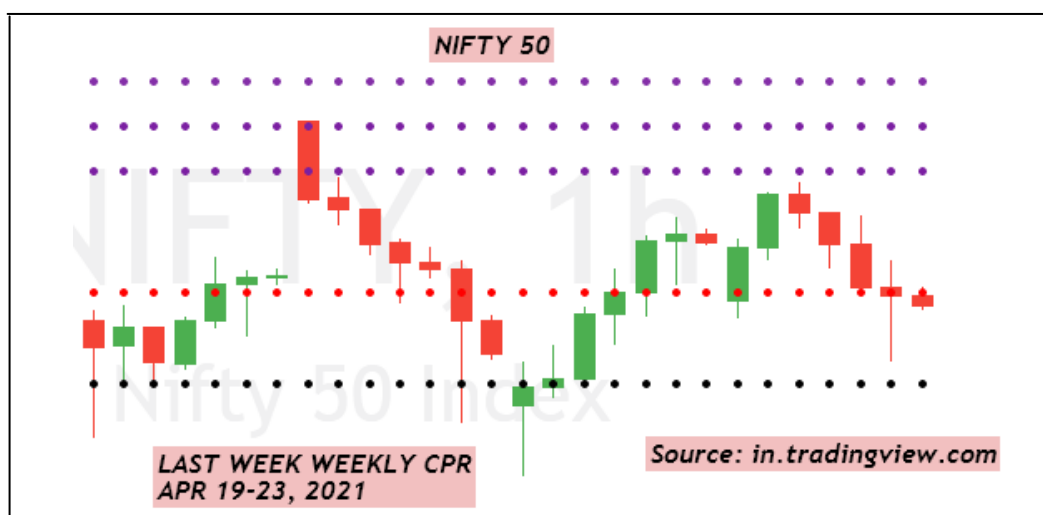 NIFTY 50
NIFTY, 1h
Nifty 50 Index
LAST WEEK WEEKLY CPR
APR 19-23, 2021
Source: in.tradingview.com